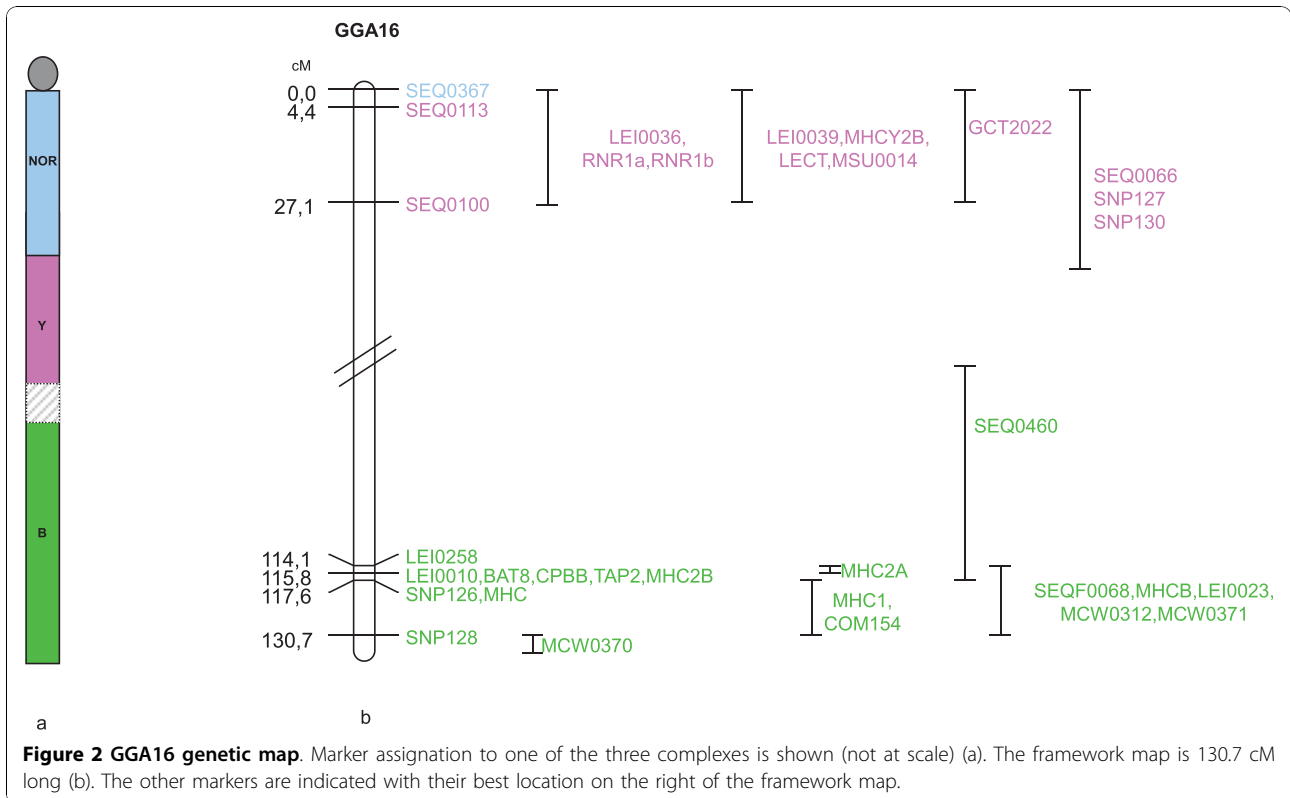 GGA16
cM
0,0
SEQ0367
4,4
SEQ0113
27,1
SEQ0100
NOR
Y
B
LEI0036,
RNR1a,RNR1b
LEI0039,MHCY2B,
LECT,MSU0014
GCT2022
SEQ0066
SNP127
SNP130
SEQ0460
114,1
LEI0258
115,8
LEI0010,BAT8,CPBB,TAP2,MHC2B
117,6
SNP126,MHC
130,7
SNP128
MCW0370
MHC2A
MHC1,
COM154
SEQF0068,MHCB,LEI0023,
MCW0312,MCW0371
a
b
Figure 2 GGA16 genetic map. Marker assignation to one of the three complexes is shown (not at scale) (a). The framework map is 130.7 cM
long (b). The other markers are indicated with their best location on the right of the framework map.